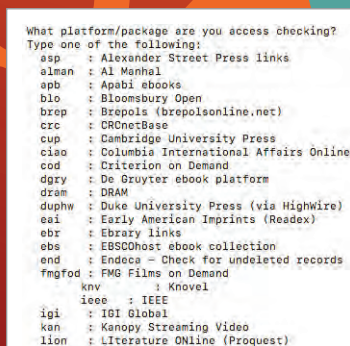 What platform/package are you access checking?
Type one of the following:
asp : Alexander Street Press links
alman : Al Manhal
apb : Apabi ebooks
blo : Bloomsbury Open
brep : Brepols (brepolsonline.net)
crc : CRCnetBase
cup : Cambridge University Press
ciao : Columbia International Affairs Online
cod : Criterion on Demand
dgry : De Gruyter ebook platform
dram : DRAM
duphw : Duke University Press (via HighWire)
eai : Early American Imprints (Readex)
ebr : Ebrary links
ebs : EBSCOhost ebook collection
end : Endeca – Check for undeleted records
fmgfod : FMG Films on Demand
knv : Knovel
ieee : IEEE
igi : IGI Global
kan : Kanopy Streaming Video
lion : LIterature ONline (Proquest)